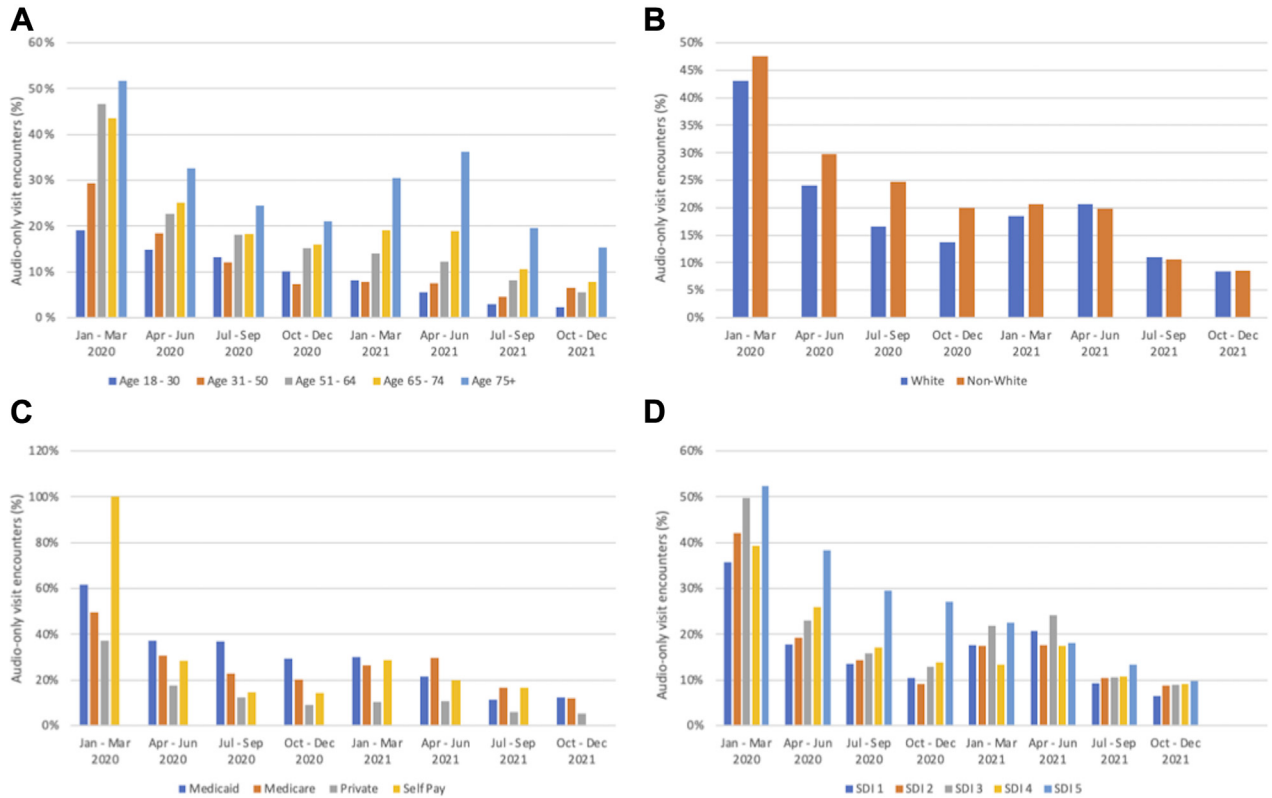 A
Audio-only visit encounters (%)
60%
50%
40%
30%
20%
10%
0%
Jan - Mar Apr - Jun Jul - Sep Oct - Dec Jan - Mar Apr - Jun Jul - Sep Oct - Dec
2020 2020 2020 2020 2021 2021 2021 2021
Age 18 - 30 Age 31 - 50 Age 51 - 64 Age 65 - 74 Age 75+
B
Audio-only visit encounters (%)
50%
45%
40%
35%
30%
25%
20%
15%
10%
5%
0%
Jan - Mar Apr - Jun Jul - Sep Oct - Dec Jan - Mar Apr - Jun Jul - Sep Oct - Dec
2020 2020 2020 2020 2021 2021 2021 2021
White Non-White
C
Audio-only visit encounters (%)
120%
100%
80%
60%
40%
20%
0%
Jan - Mar Apr - Jun Jul - Sep Oct - Dec Jan - Mar Apr - Jun Jul - Sep Oct - Dec
2020 2020 2020 2020 2021 2021 2021 2021
Medicaid Medicare Private Self Pay
D
Audio-only visit encounters (%)
60%
50%
40%
30%
20%
10%
0%
Jan - Mar Apr - Jun Jul - Sep Oct - Dec Jan - Mar Apr - Jun Jul - Sep Oct - Dec
2020 2020 2020 2020 2021 2021 2021 2021
SDI 1 SDI 2 SDI 3 SDI 4 SDI 5